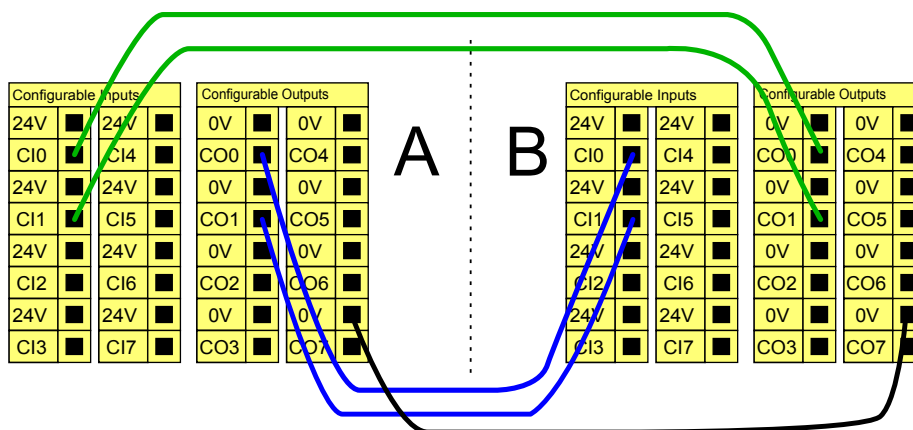 Configurable Inputs Configurable Outputs Configurable Inputs Configurable Outputs
24V 24V 0V 0V 24V 24V 0V 0V
CI0 CI4 CO0 CO4 A B CI0 CI4 CO0 CO4
24V 24V 0V 0V 24V 24V 0V 0V
CI1 CI5 CO1 CO5 CI1 CI5 CO1 CO5
24V 24V 0V 0V 24V 24V 0V 0V
CI2 CI6 CO2 CO6 CI2 CI6 CO2 CO6
24V 24V 0V 0V 24V 24V 0V 0V
CI3 CI7 CO3 CO7 CI3 CI7 CO3 CO7